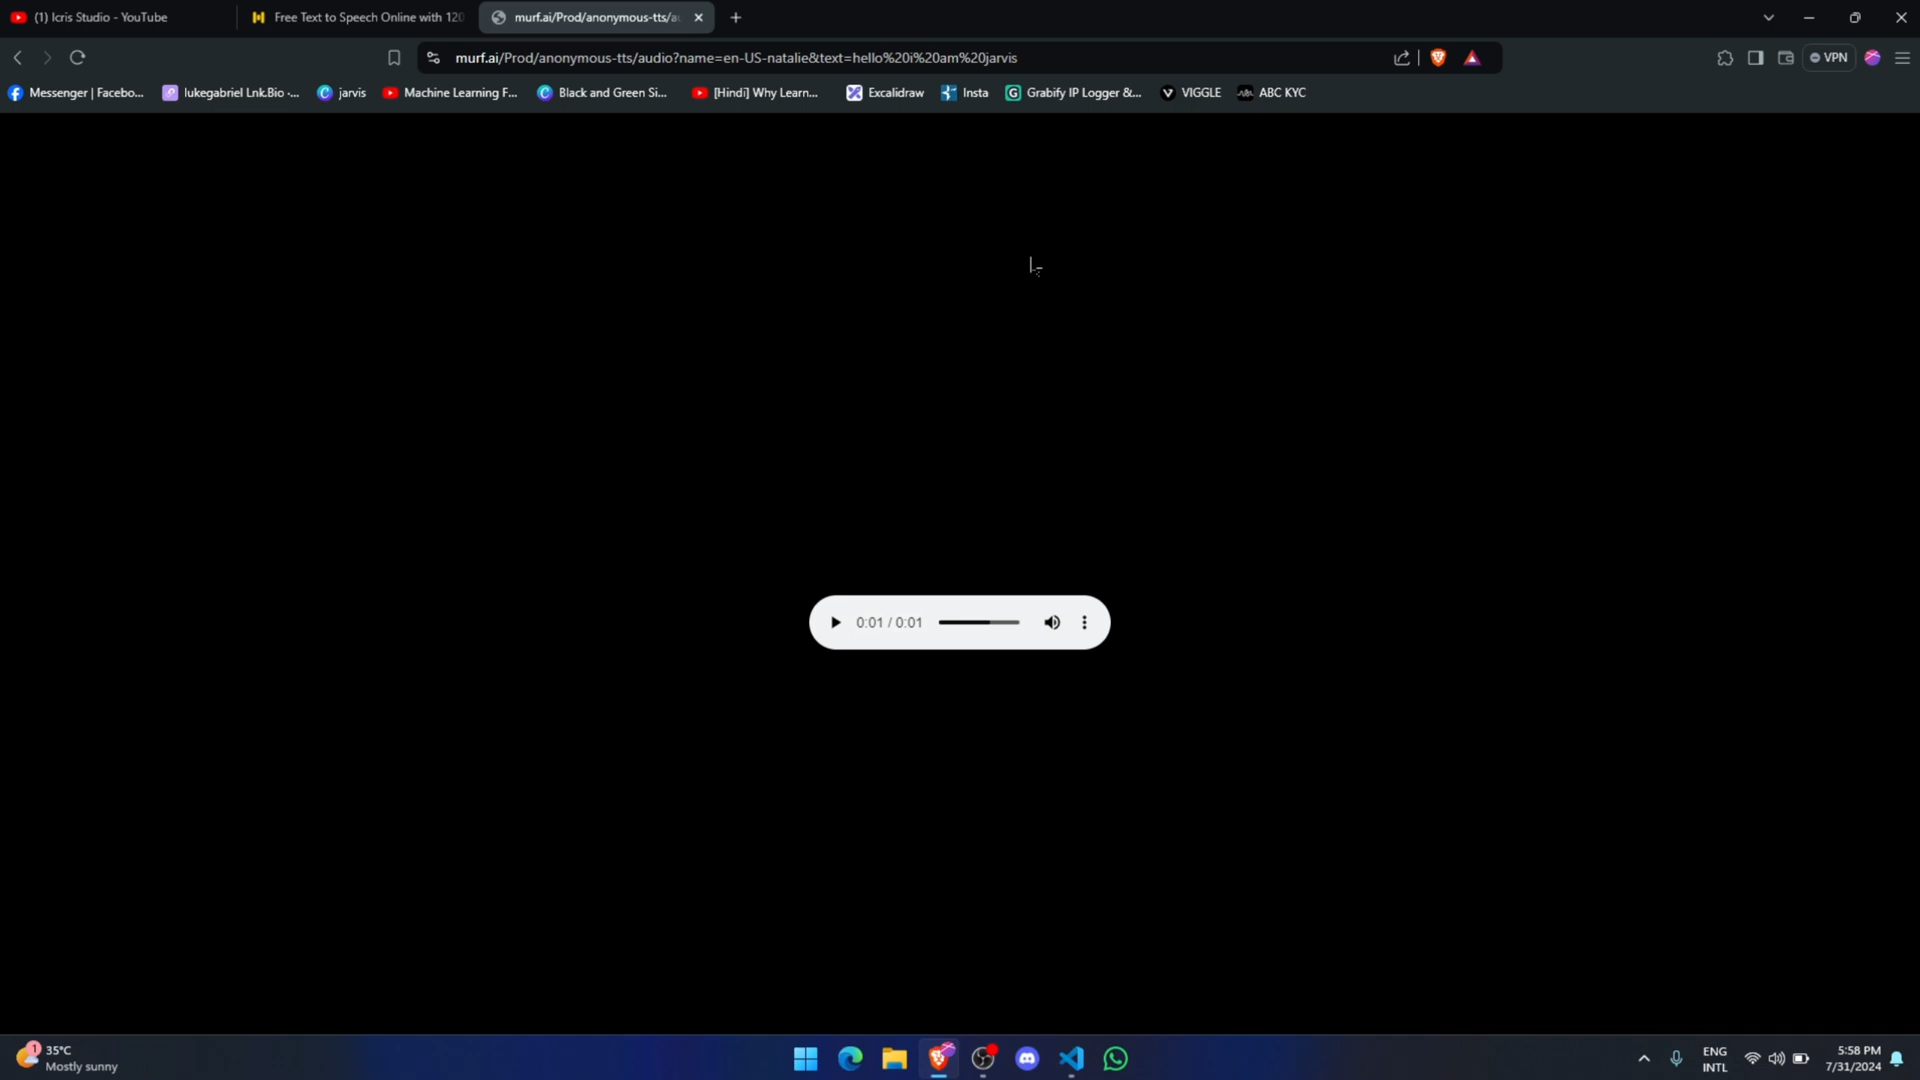 (1) Icris Studio - YouTube
Free Text to Speech Online with 120
murf.ai/Prod/anonymous-tts/au
murf.ai/Prod/anonymous-tts/audio?name=en-US-natalie&text=hello%20i%20am%20jarvis
VPN
Messenger | Facebo...
lukegabriel Lnk.Bio -...
jarvis
Machine Learning F...
Black and Green Si...
[Hindi] Why Learn...
Excalidraw
Insta
Grabify IP Logger &...
VIGGLE
ABC KYC
0:01 / 0:01
1
35°C
Mostly sunny
ENG
INTL
5:58 PM
7/31/2024